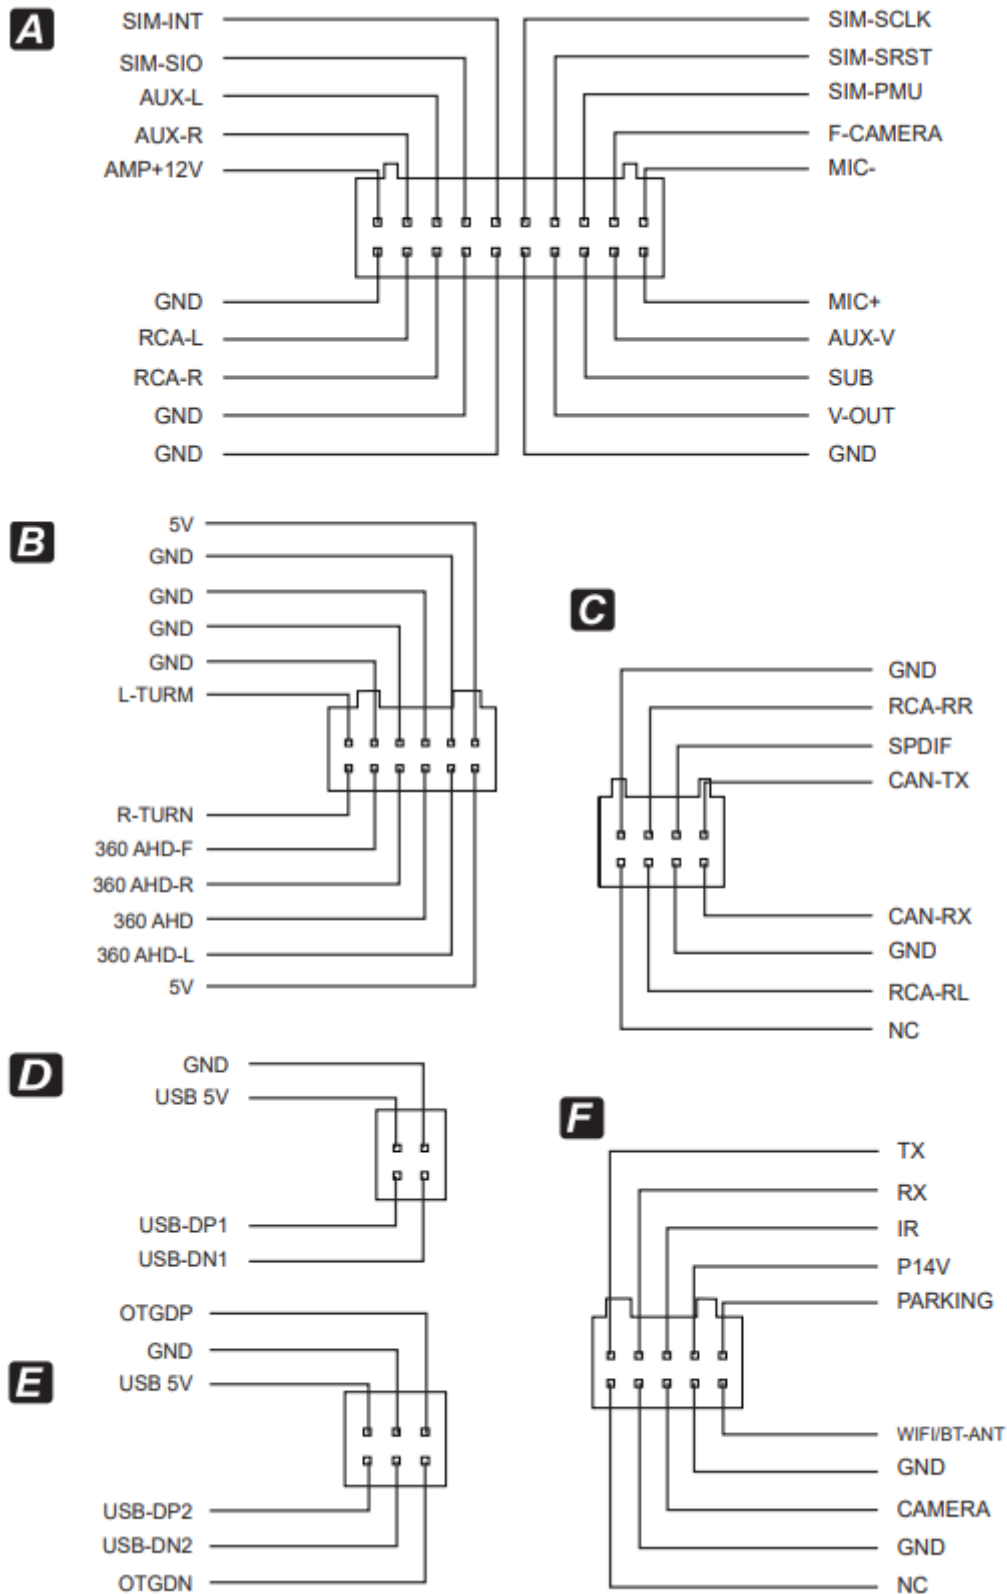 A
SIM-INT
SIM-SIO
AUX-L
AUX-R
AMP+12V
SIM-SCLK
SIM-SRST
SIM-PMU
F-CAMERA
MIC-
GND
RCA-L
RCA-R
GND
GND
MIC+
AUX-V
SUB
V-OUT
GND
B
5V
GND
GND
GND
GND
L-TURM
R-TURN
360 AHD-F
360 AHD-R
360 AHD
360 AHD-L
5V
C
GND
RCA-RR
SPDIF
CAN-TX
CAN-RX
GND
RCA-RL
NC
D
GND
USB 5V
USB-DP1
USB-DN1
E
OTGDP
GND
USB 5V
USB-DP2
USB-DN2
OTGDN
F
TX
RX
IR
P14V
PARKING
WIFI/BT-ANT
GND
CAMERA
GND
NC